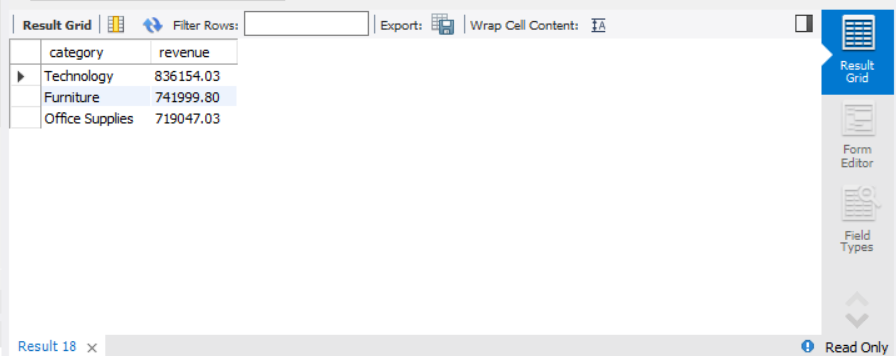 Result Grid Filter Rows: Export: Wrap Cell Content: IA
category revenue
Technology 836154.03
Furniture 741999.80
Office Supplies 719047.03
Result
Grid
Form
Editor
Field
Types
Result 18 ×
Read Only